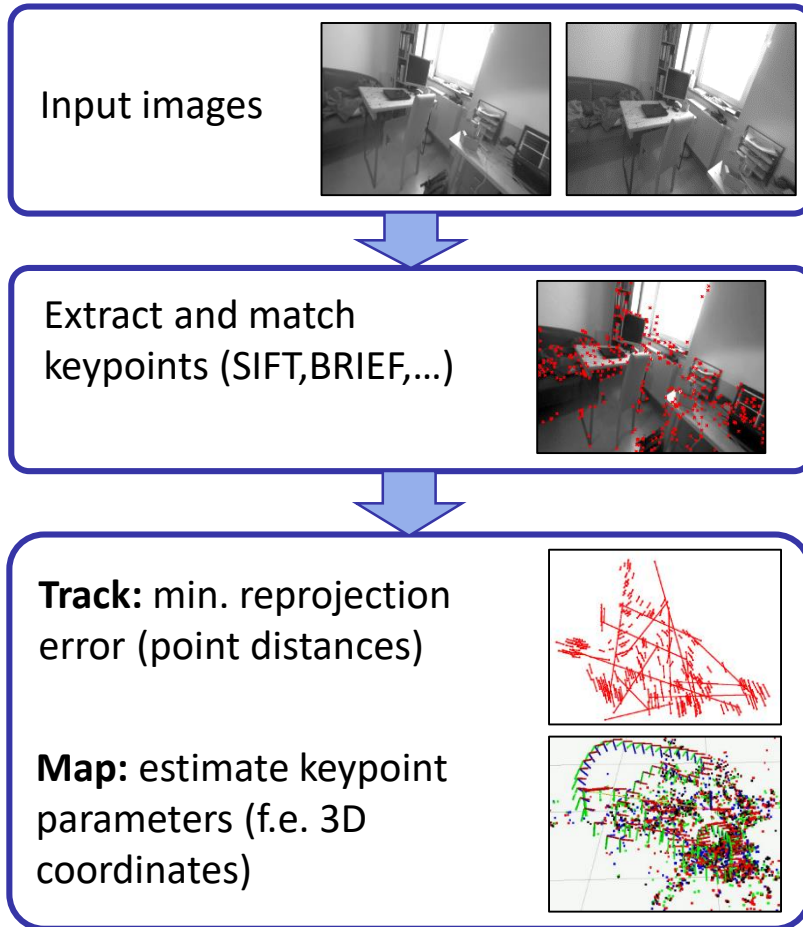 Input images
Extract and match
keypoints (SIFT,BRIEF,...)
Track: min. reprojection
error (point distances)
Map: estimate keypoint
parameters (f.e. 3D
coordinates)